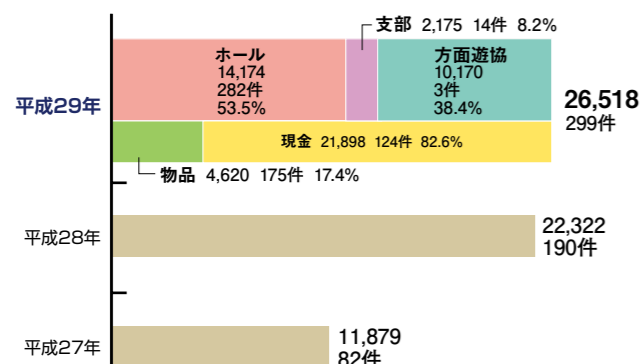 支部 2,175 14件 8.2%
ホール
14,174
282件
53.5%
方面遊協
10,170
3件
38.4%
平成29年
26,518
299件
現金 21,898 124件 82.6%
物品 4,620 175件 17.4%
平成28年
22,322
190件
平成27年
11,879
82件